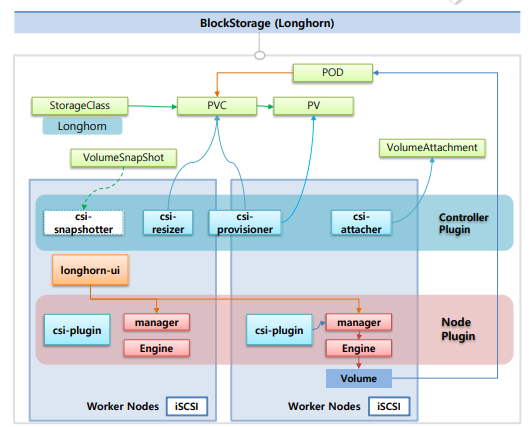 BlockStorage (Longhorn)
POD
StorageClass
PVC
PV
Longhorn
VolumeSnapShot
VolumeAttachment
csi-
snapshotter
csi-
resizer
csi-
provisioner
csi-
attacher
Controller
Plugin
longhorn-ui
csi-plugin
manager
Engine
csi-plugin
manager
Engine
Node
Plugin
Volume
Worker Nodes
iSCSI
Worker Nodes
iSCSI